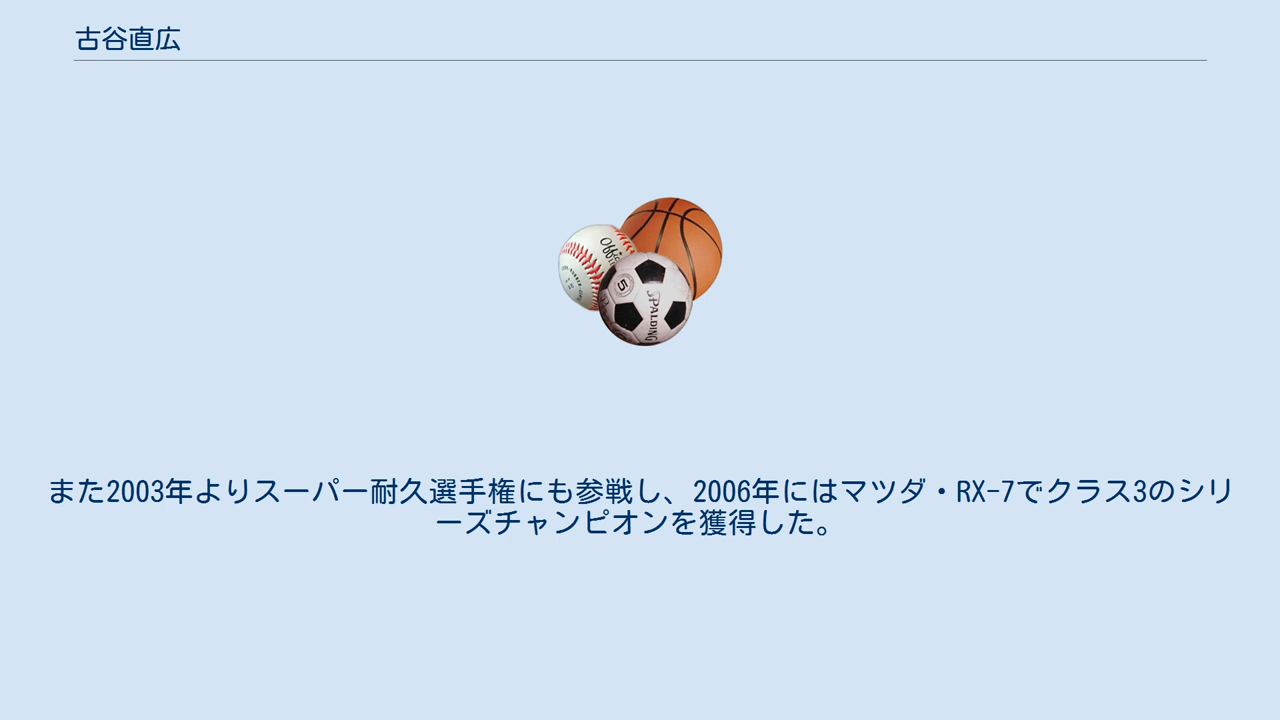 古谷直広
Offic
5
SPALDING
また2003年よりスーパー耐久選手権にも参戦し、2006年にはマツダ・RX-7でクラス3のシリ
ーズチャンピオンを獲得した。